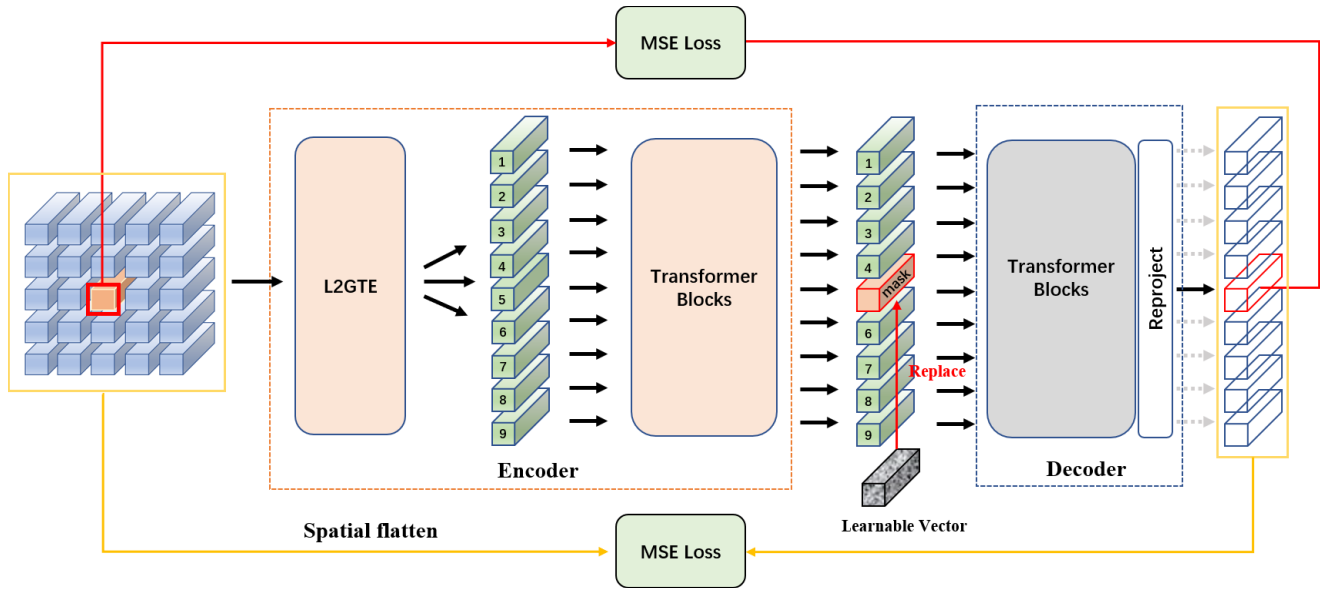 MSE Loss
L2GTE
1
2
3
4
5
6
7
8
9
Transformer
Blocks
Encoder
1
2
3
4
mask
6
7
8
9
Replace
Learnable Vector
Transformer
Blocks
Reproject
Decoder
Spatial flatten
MSE Loss